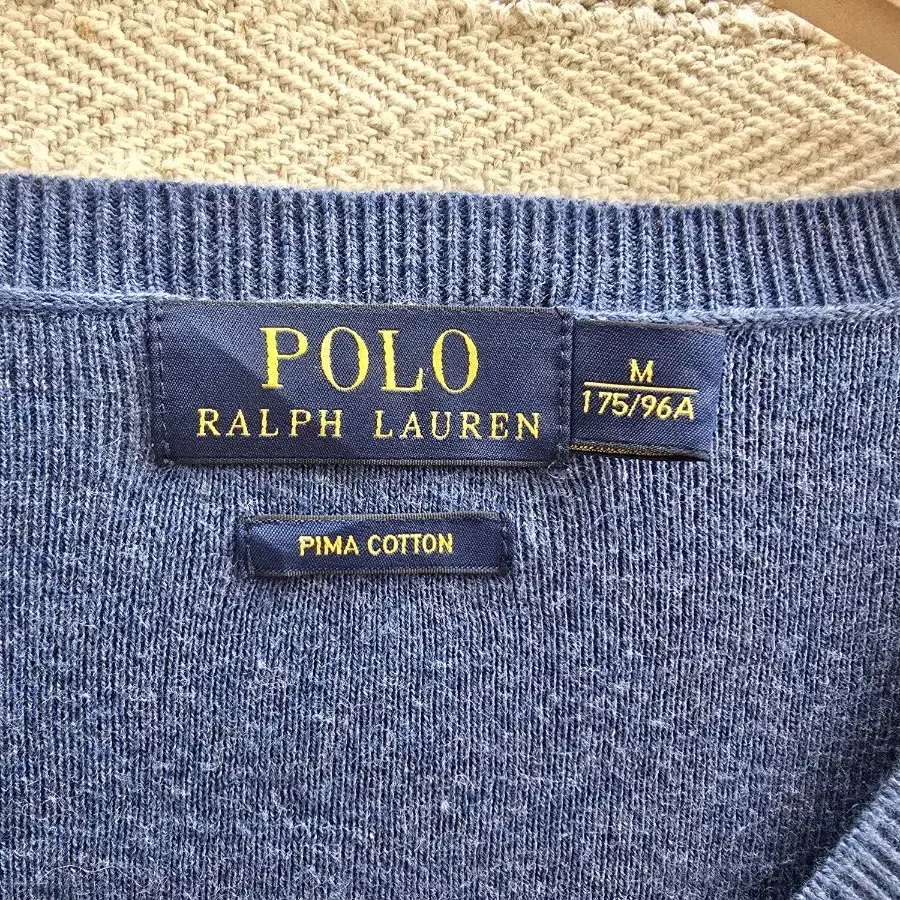 POLO
RALPH LAUREN
M
175/96A
PIMA COTTON